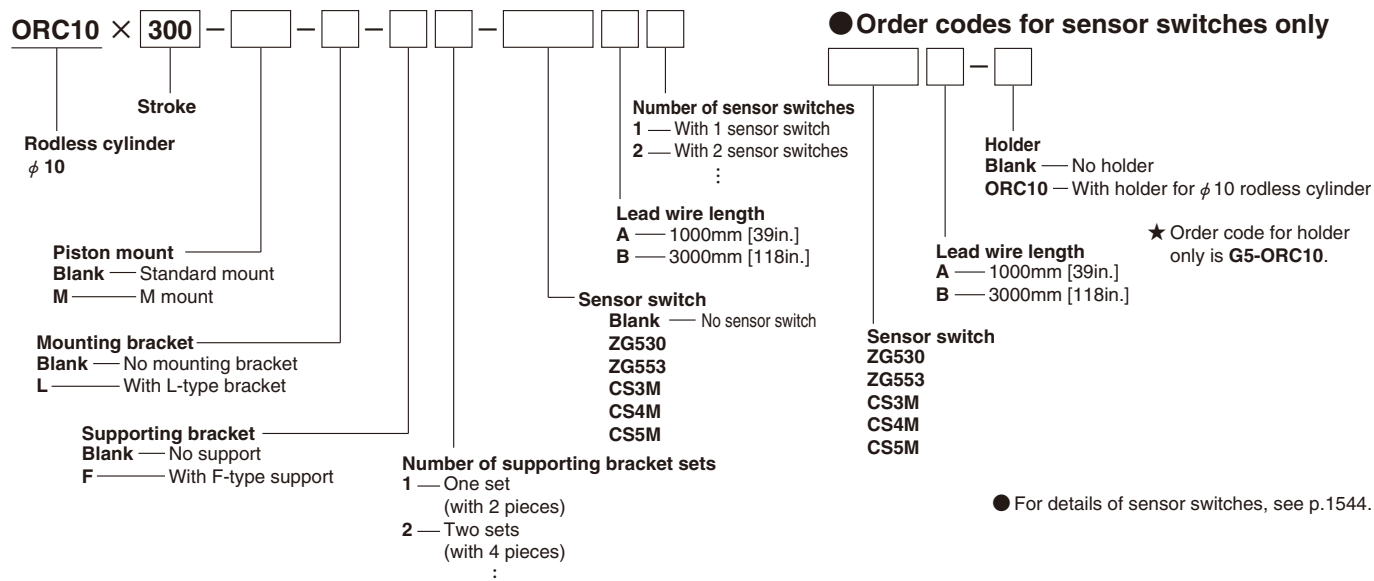 ORC10 × 300 – – – –
Stroke
Rodless cylinder
φ 10
Piston mount
Blank — Standard mount
M — M mount
Mounting bracket
Blank — No mounting bracket
L — With L-type bracket
Supporting bracket
Blank — No support
F — With F-type support
Number of supporting bracket sets
1 — One set
(with 2 pieces)
2 — Two sets
(with 4 pieces)
⋮
Sensor switch
Blank — No sensor switch
ZG530
ZG553
CS3M
CS4M
CS5M
Lead wire length
A — 1000mm [39in.]
B — 3000mm [118in.]
Number of sensor switches
1 — With 1 sensor switch
2 — With 2 sensor switches
⋮
●Order codes for sensor switches only
–
Sensor switch
ZG530
ZG553
CS3M
CS4M
CS5M
Lead wire length
A — 1000mm [39in.]
B — 3000mm [118in.]
Holder
Blank — No holder
ORC10 — With holder for φ 10 rodless cylinder
★ Order code for holder
only is G5-ORC10.
● For details of sensor switches, see p.1544.